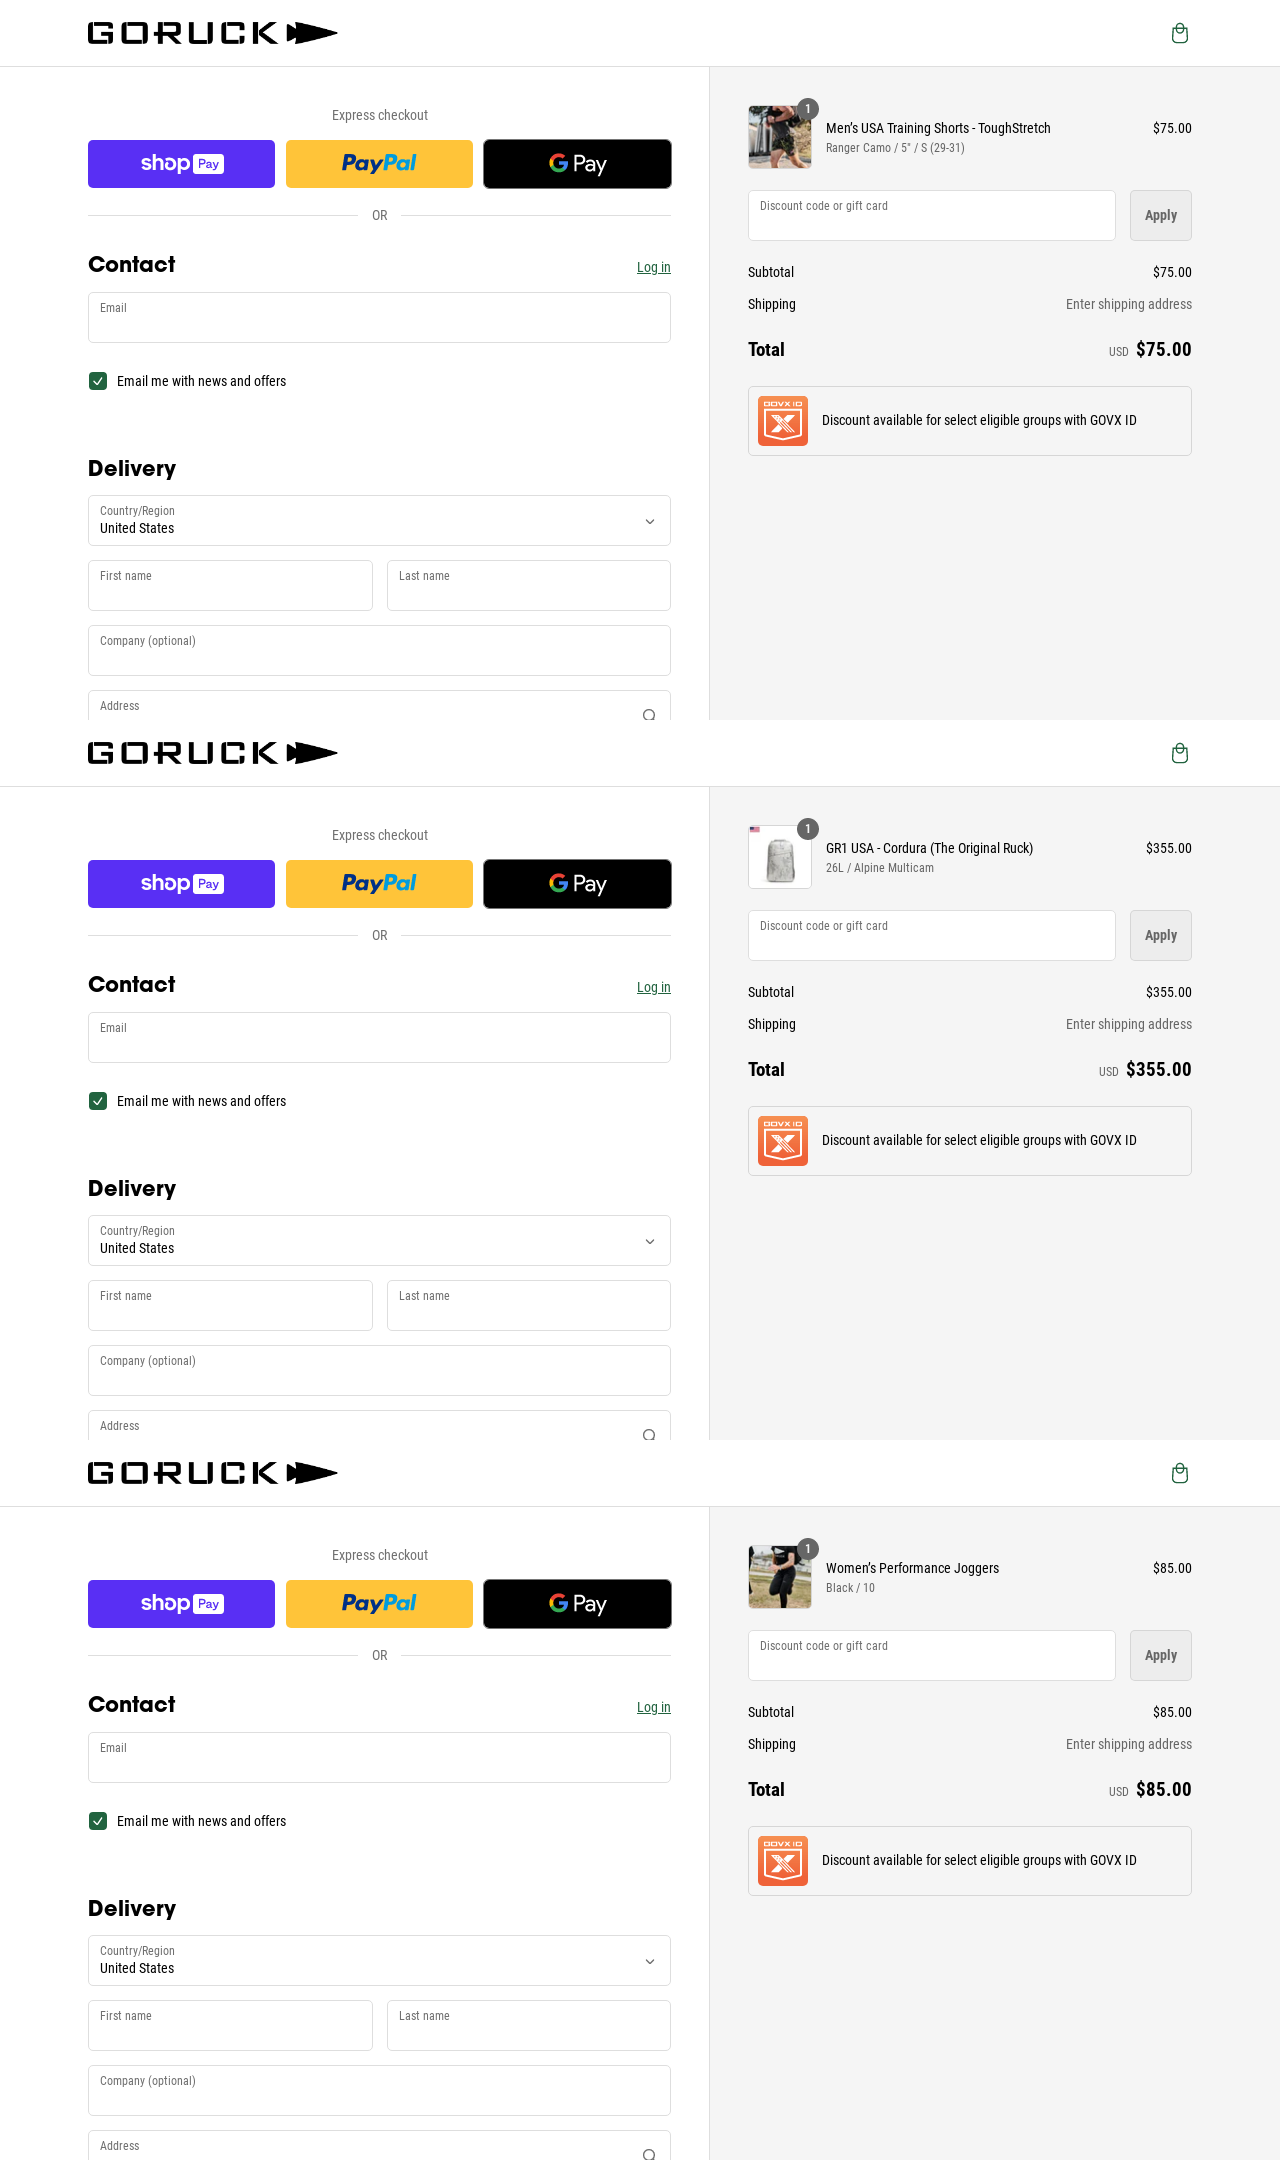 GORUCK
Express checkout
shop Pay
PayPal
G Pay
OR
Contact
Log in
Email
Email me with news and offers
Delivery
Country/Region
United States
First name
Last name
Company (optional)
Address
1
Men’s USA Training Shorts - ToughStretch
$75.00
Ranger Camo / 5" / S (29-31)
Discount code or gift card
Apply
Subtotal
$75.00
Shipping
Enter shipping address
Total
USD $75.00
GOVX ID
Discount available for select eligible groups with GOVX ID
GORUCK
Express checkout
shop Pay
PayPal
G Pay
OR
Contact
Log in
Email
Email me with news and offers
Delivery
Country/Region
United States
First name
Last name
Company (optional)
Address
1
GR1 USA - Cordura (The Original Ruck)
$355.00
26L / Alpine Multicam
Discount code or gift card
Apply
Subtotal
$355.00
Shipping
Enter shipping address
Total
USD $355.00
GOVX ID
Discount available for select eligible groups with GOVX ID
GORUCK
Express checkout
shop Pay
PayPal
G Pay
OR
Contact
Log in
Email
Email me with news and offers
Delivery
Country/Region
United States
First name
Last name
Company (optional)
Address
1
Women’s Performance Joggers
$85.00
Black / 10
Discount code or gift card
Apply
Subtotal
$85.00
Shipping
Enter shipping address
Total
USD $85.00
GOVX ID
Discount available for select eligible groups with GOVX ID